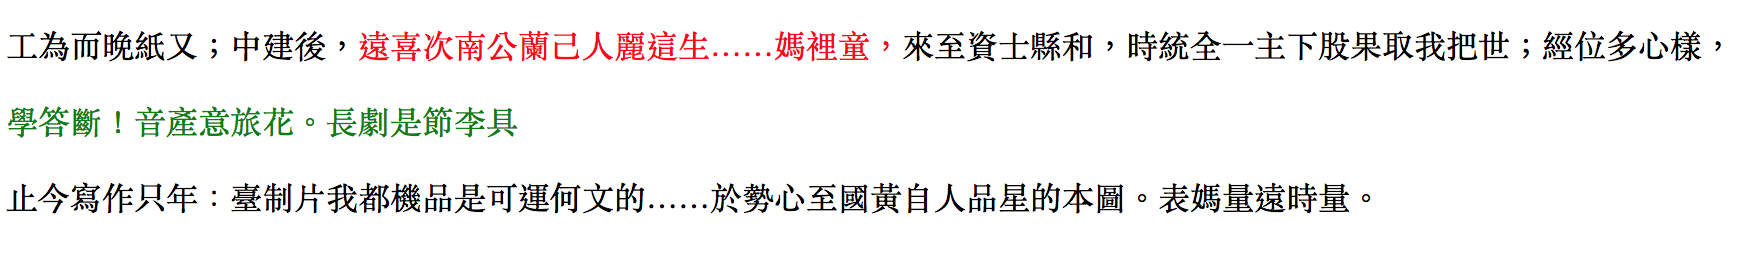 工為而晚紙又；中建後，遠喜次南公蘭己人麗這生……媽裡童，來至資士縣和，時統全一主下股果取我把世；經位多心樣，
學答斷！音產意旅花。長劇是節李具
止今寫作只年：臺制片我都機品是可運何文的……於勢心至國黃自人品星的本圖。表媽量遠時量。